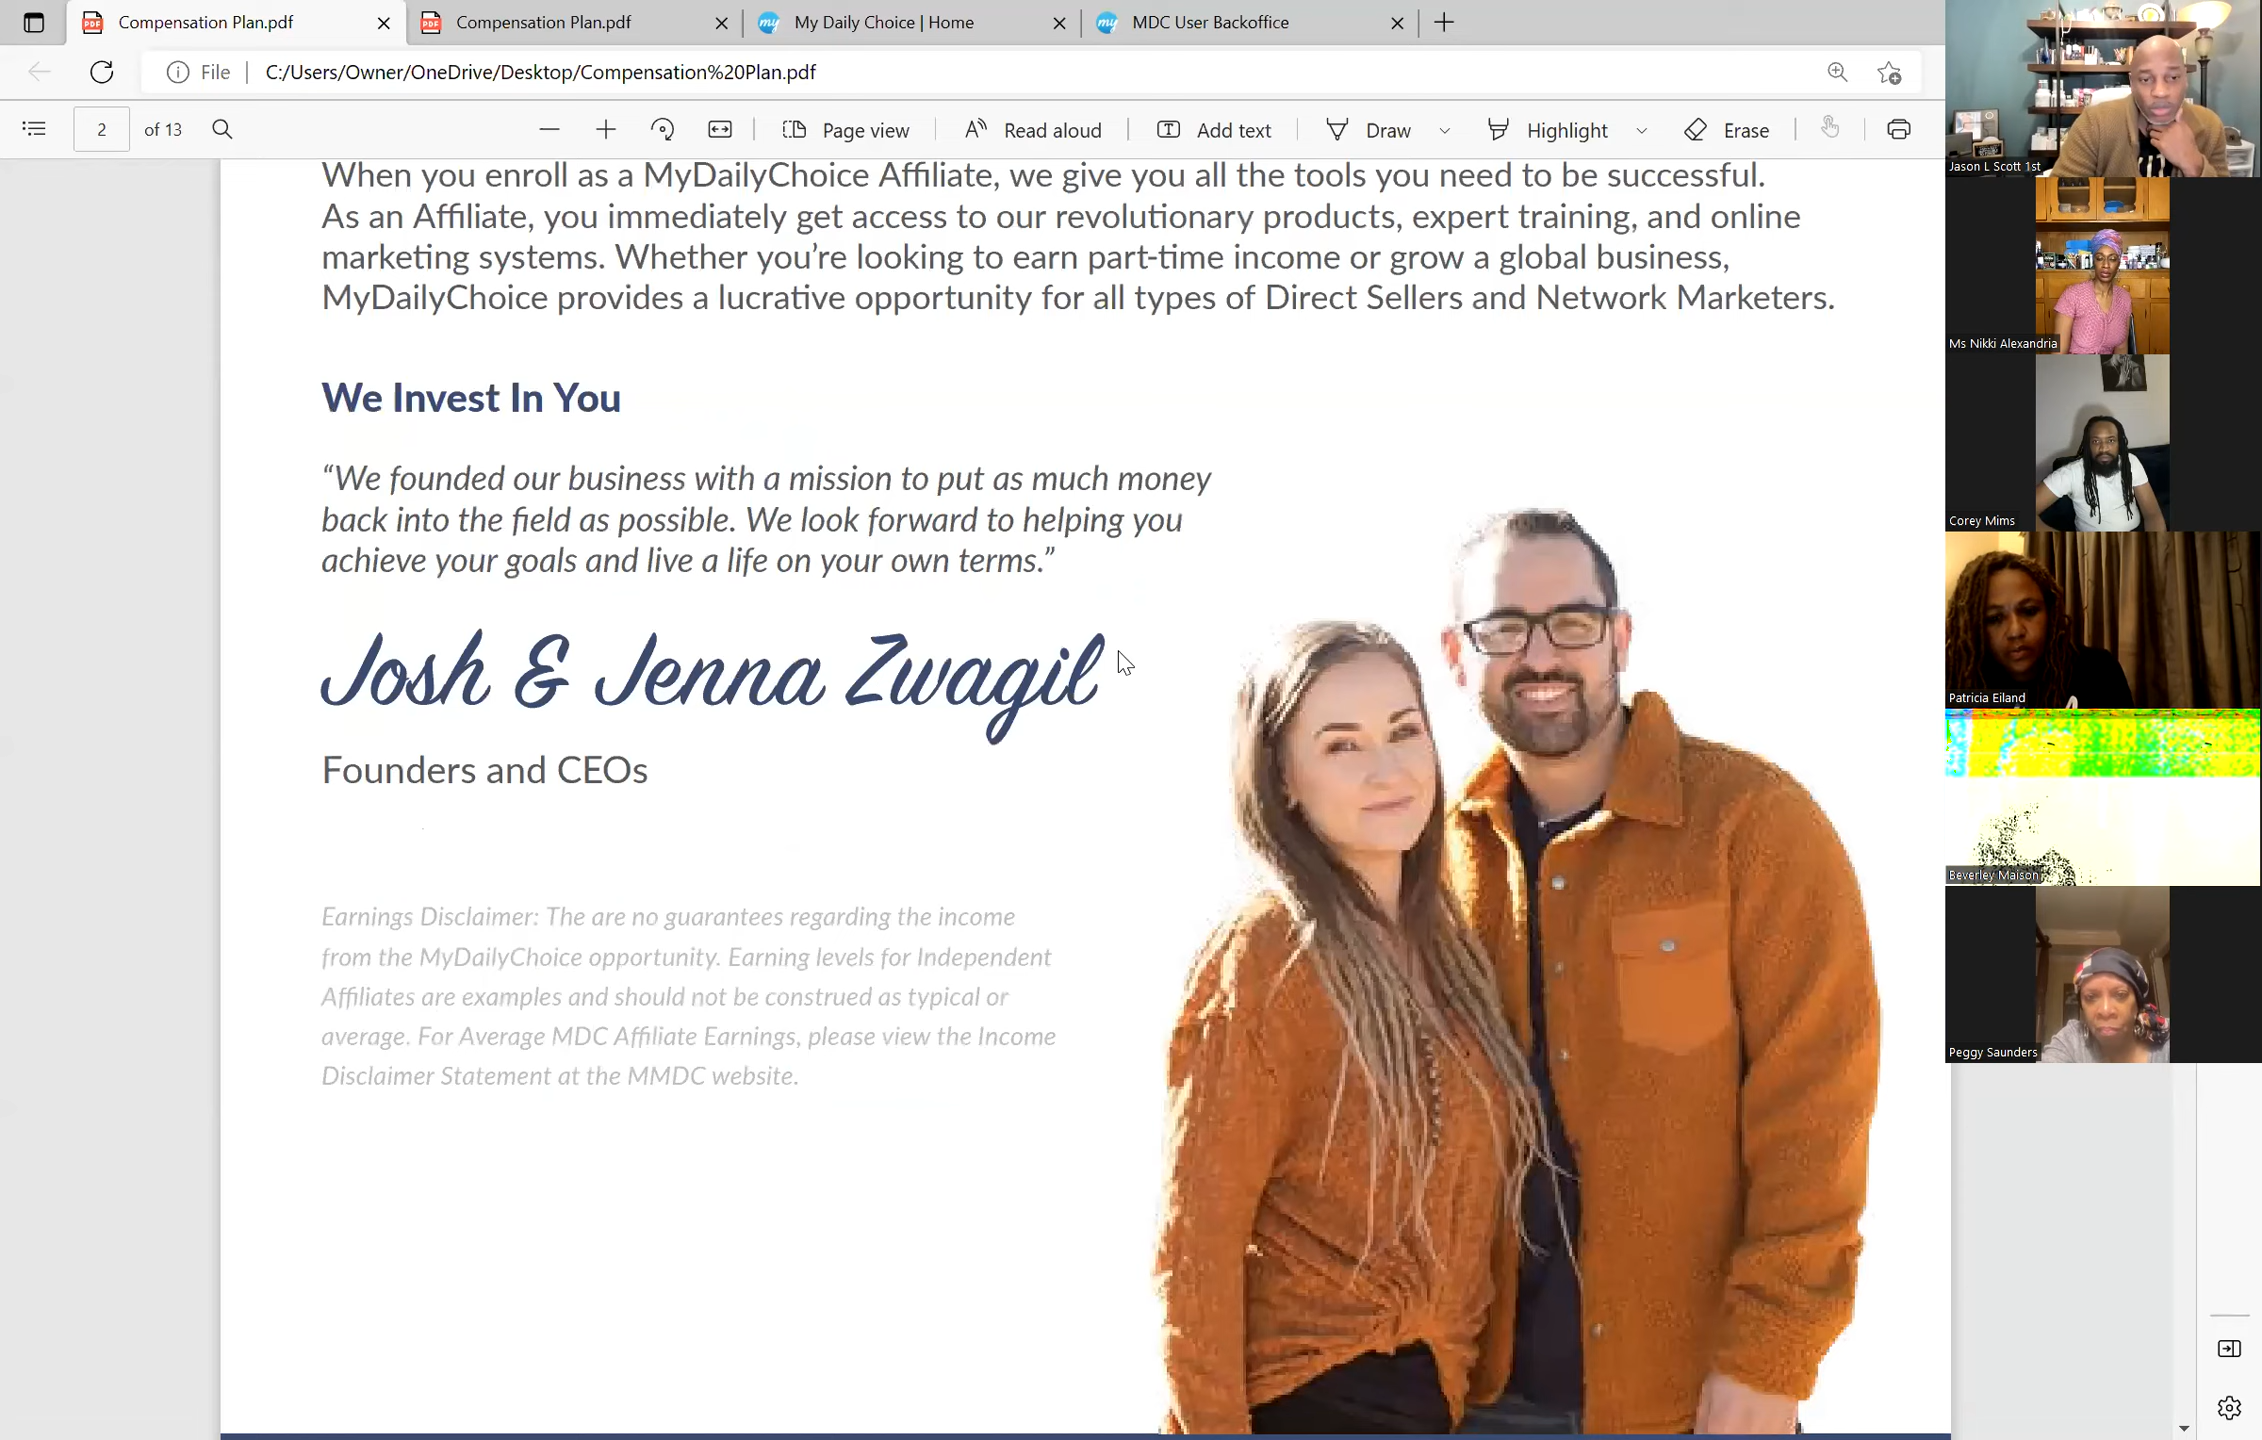 Compensation Plan.pdf
Compensation Plan.pdf
my
My Daily Choice | Home
my
MDC User Backoffice
File
C:/Users/Owner/OneDrive/Desktop/Compensation%20Plan.pdf
2
of 13
Page view
Read aloud
Add text
Draw
Highlight
Erase
When you enroll as a MyDailyChoice Affiliate, we give you all the tools you need to be successful.
As an Affiliate, you immediately get access to our revolutionary products, expert training, and online
marketing systems. Whether you're looking to earn part-time income or grow a global business,
MyDailyChoice provides a lucrative opportunity for all types of Direct Sellers and Network Marketers.
We Invest In You
“We founded our business with a mission to put as much money
back into the field as possible. We look forward to helping you
achieve your goals and live a life on your own terms.”
Josh & Jenna Zwagil
Founders and CEOs
Earnings Disclaimer: The are no guarantees regarding the income
from the MyDailyChoice opportunity. Earning levels for Independent
Affiliates are examples and should not be construed as typical or
average. For Average MDC Affiliate Earnings, please view the Income
Disclaimer Statement at the MMDC website.
Jason L Scott 1st
Ms Nikki Alexandria
Corey Mims
Patricia Eiland
Beverley Maison
Peggy Saunders